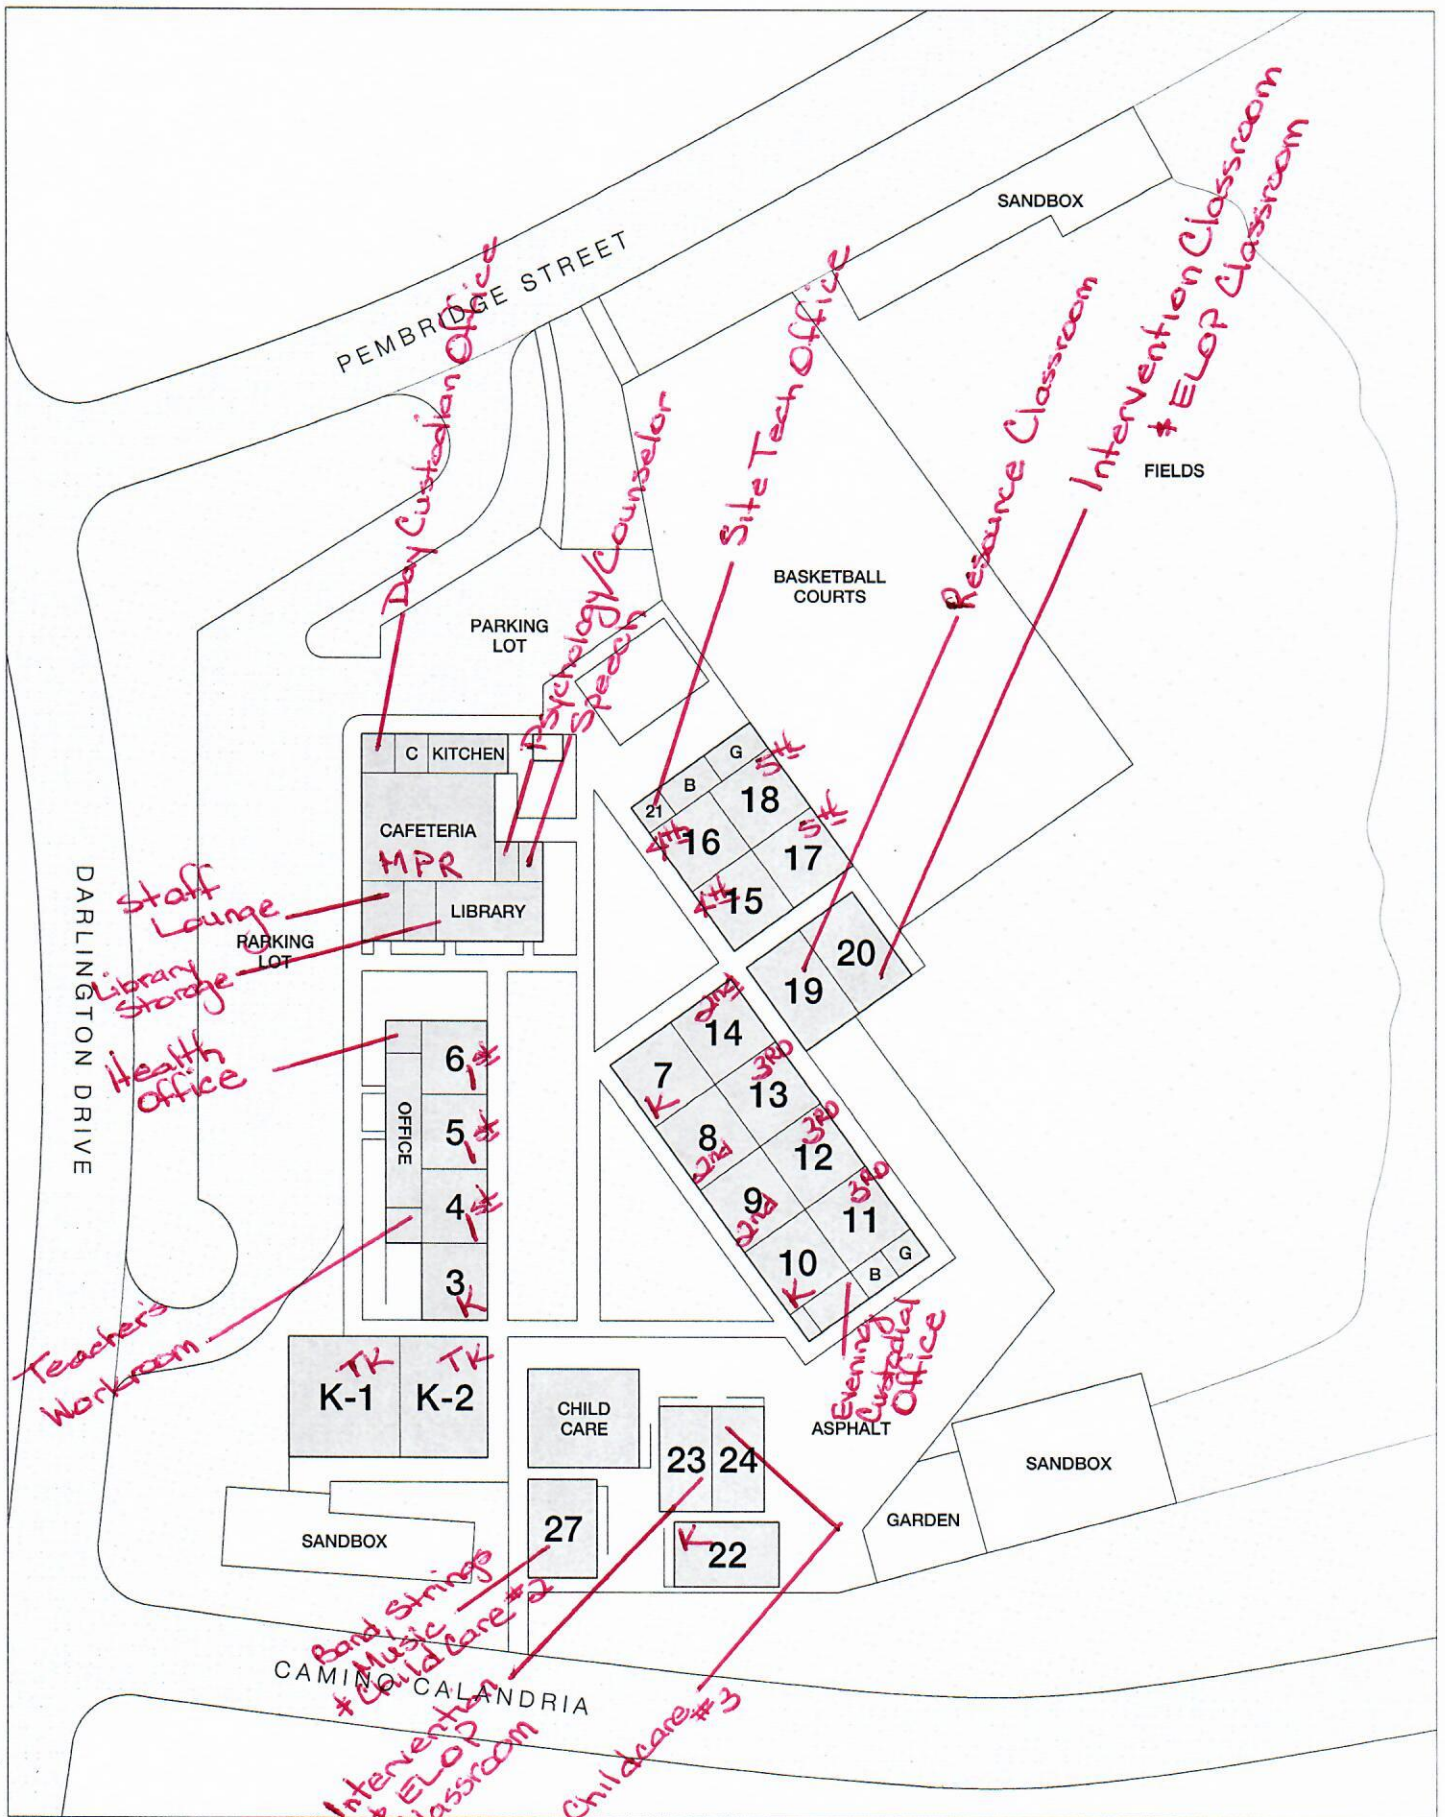 SANDBOX
PEMBRIDGE STREET
Day Custodian Office
Psychology/Counselor
Speech
Site Tech Office
Resource Classroom
Intervention Classroom
* ELOP Classroom
FIELDS
BASKETBALL
COURTS
PARKING
LOT
C
KITCHEN
CAFETERIA
MPR
LIBRARY
Staff
Lounge
PARKING
LOT
Library
Storage
Health
Office
DARLINGTON DRIVE
21
B
G
5th
18
4th
16
5th
17
4th
15
20
19
2nd
14
7
K
3RD
13
8
2nd
3RD
12
9
2nd
3RD
11
10
K
B
G
Evening
Custodial
Office
6
1st
5
1st
OFFICE
4
1st
3
K
Teacher's
Workroom
TK
K-1
TK
K-2
CHILD
CARE
23
24
ASPHALT
SANDBOX
GARDEN
27
K
22
SANDBOX
Band, Strings
Music
* Child Care #2
CAMINO CALANDRIA
Intervention
* ELOP
Classroom
Childcare #3